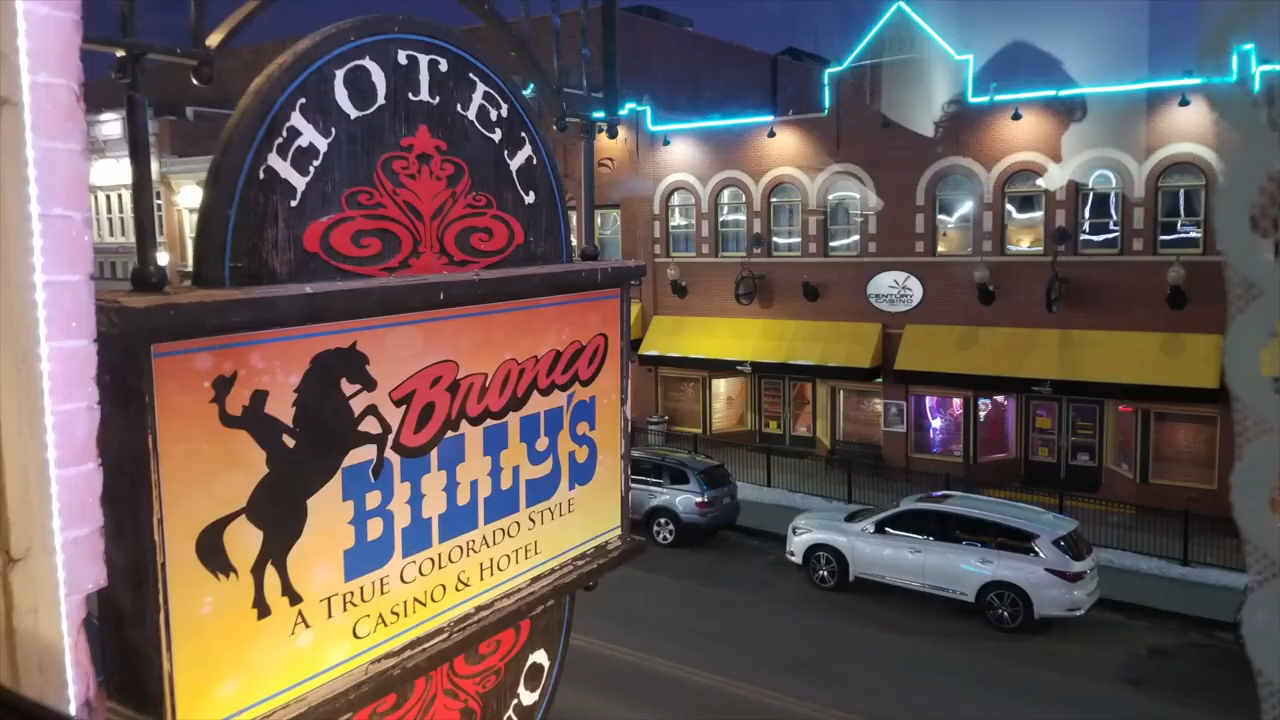 HOTEL
Bronco
BILLY'S
A TRUE COLORADO STYLE
CASINO & HOTEL
CENTURY
CASINO